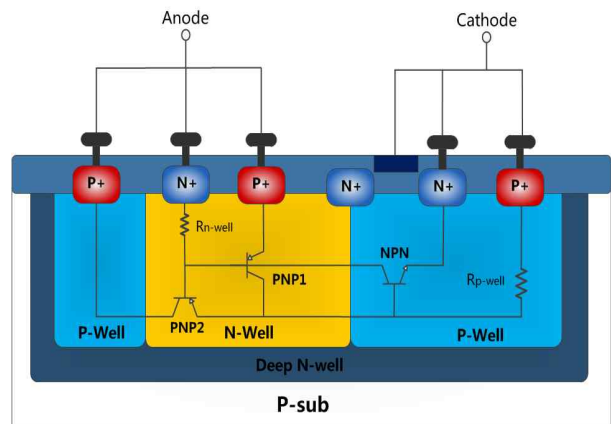 Anode
Cathode
P+ N+ P+ N+ N+ P+
Rn-well
NPN
PNP1
Rp-well
PNP2
P-Well N-Well P-Well
Deep N-well
P-sub